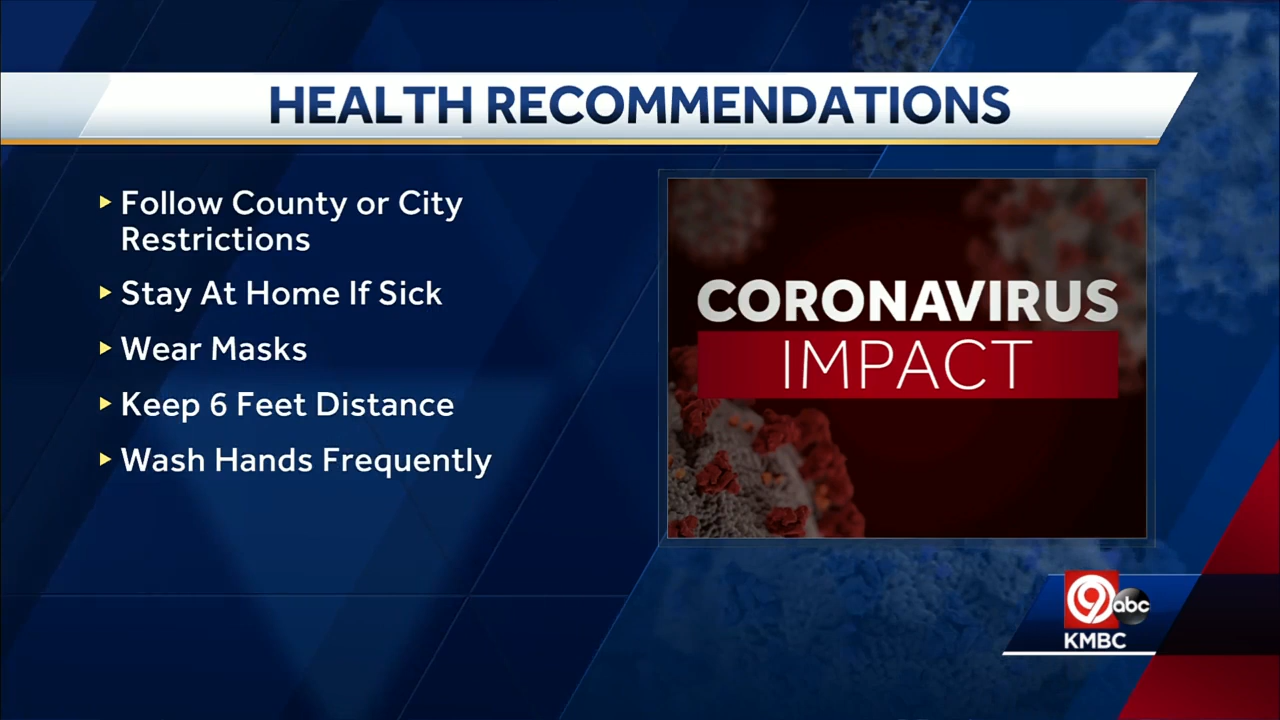 HEALTH RECOMMENDATIONS
Follow County or City
Restrictions
Stay At Home If Sick
Wear Masks
Keep 6 Feet Distance
Wash Hands Frequently
CORONAVIRUS
IMPACT
9 abc
KMBC